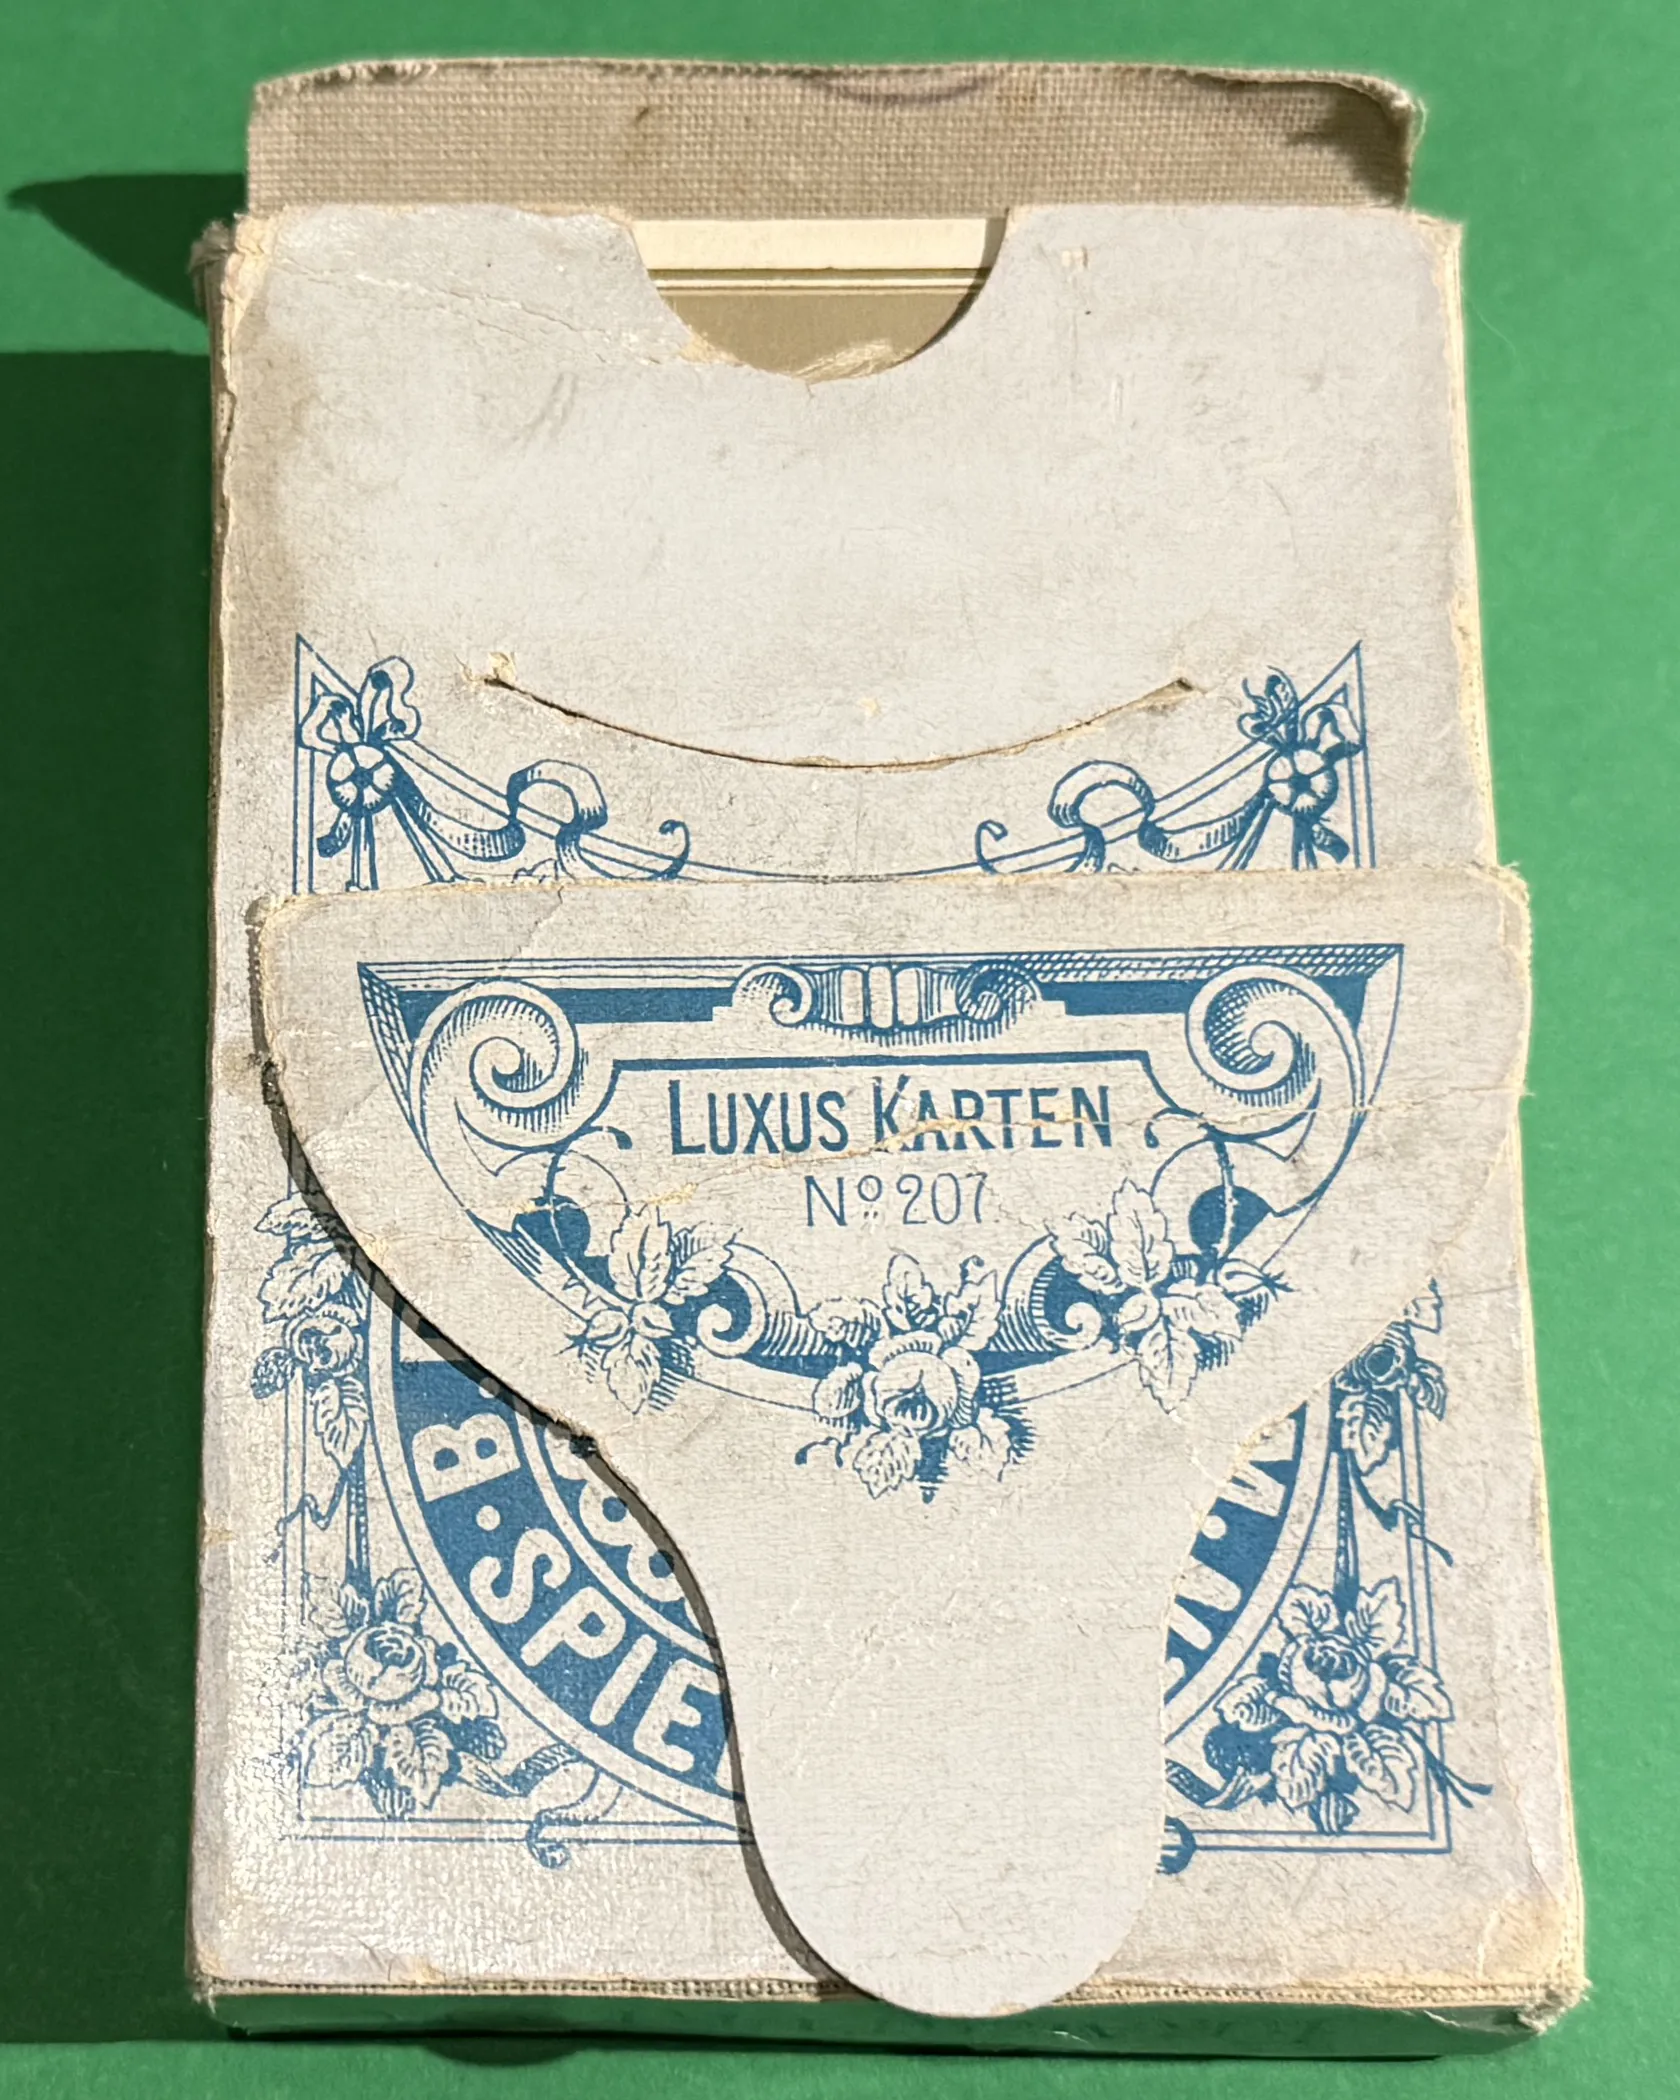 LUXUS KARTEN
Nº 207
B. SPIE